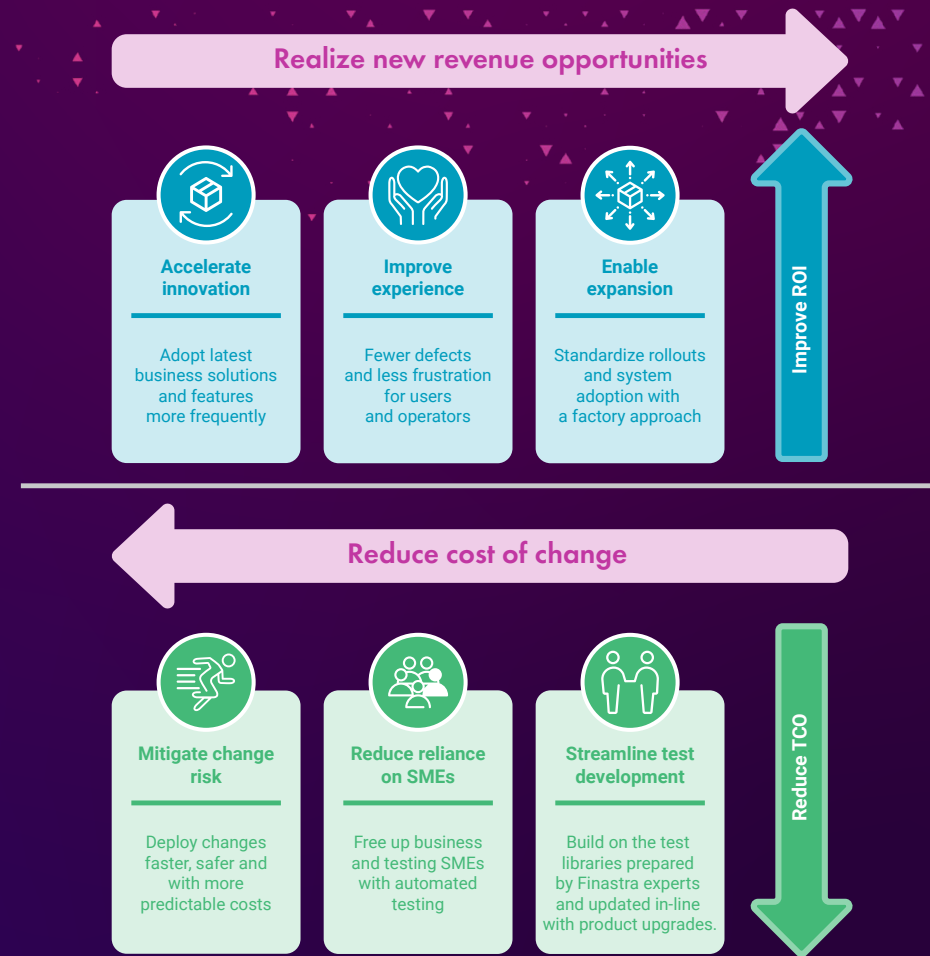 Realize new revenue opportunities
Accelerate
innovation
Adopt latest
business solutions
and features
more frequently
Improve
experience
Fewer defects
and less frustration
for users
and operators
Enable
expansion
Standardize rollouts
and system
adoption with
a factory approach
Improve ROI
Reduce cost of change
Mitigate change
risk
Deploy changes
faster, safer and
with more
predictable costs
Reduce reliance
on SMEs
Free up business
and testing SMEs
with automated
testing
Streamline test
development
Build on the test
libraries prepared
by Finastra experts
and updated in-line
with product upgrades.
Reduce TCO